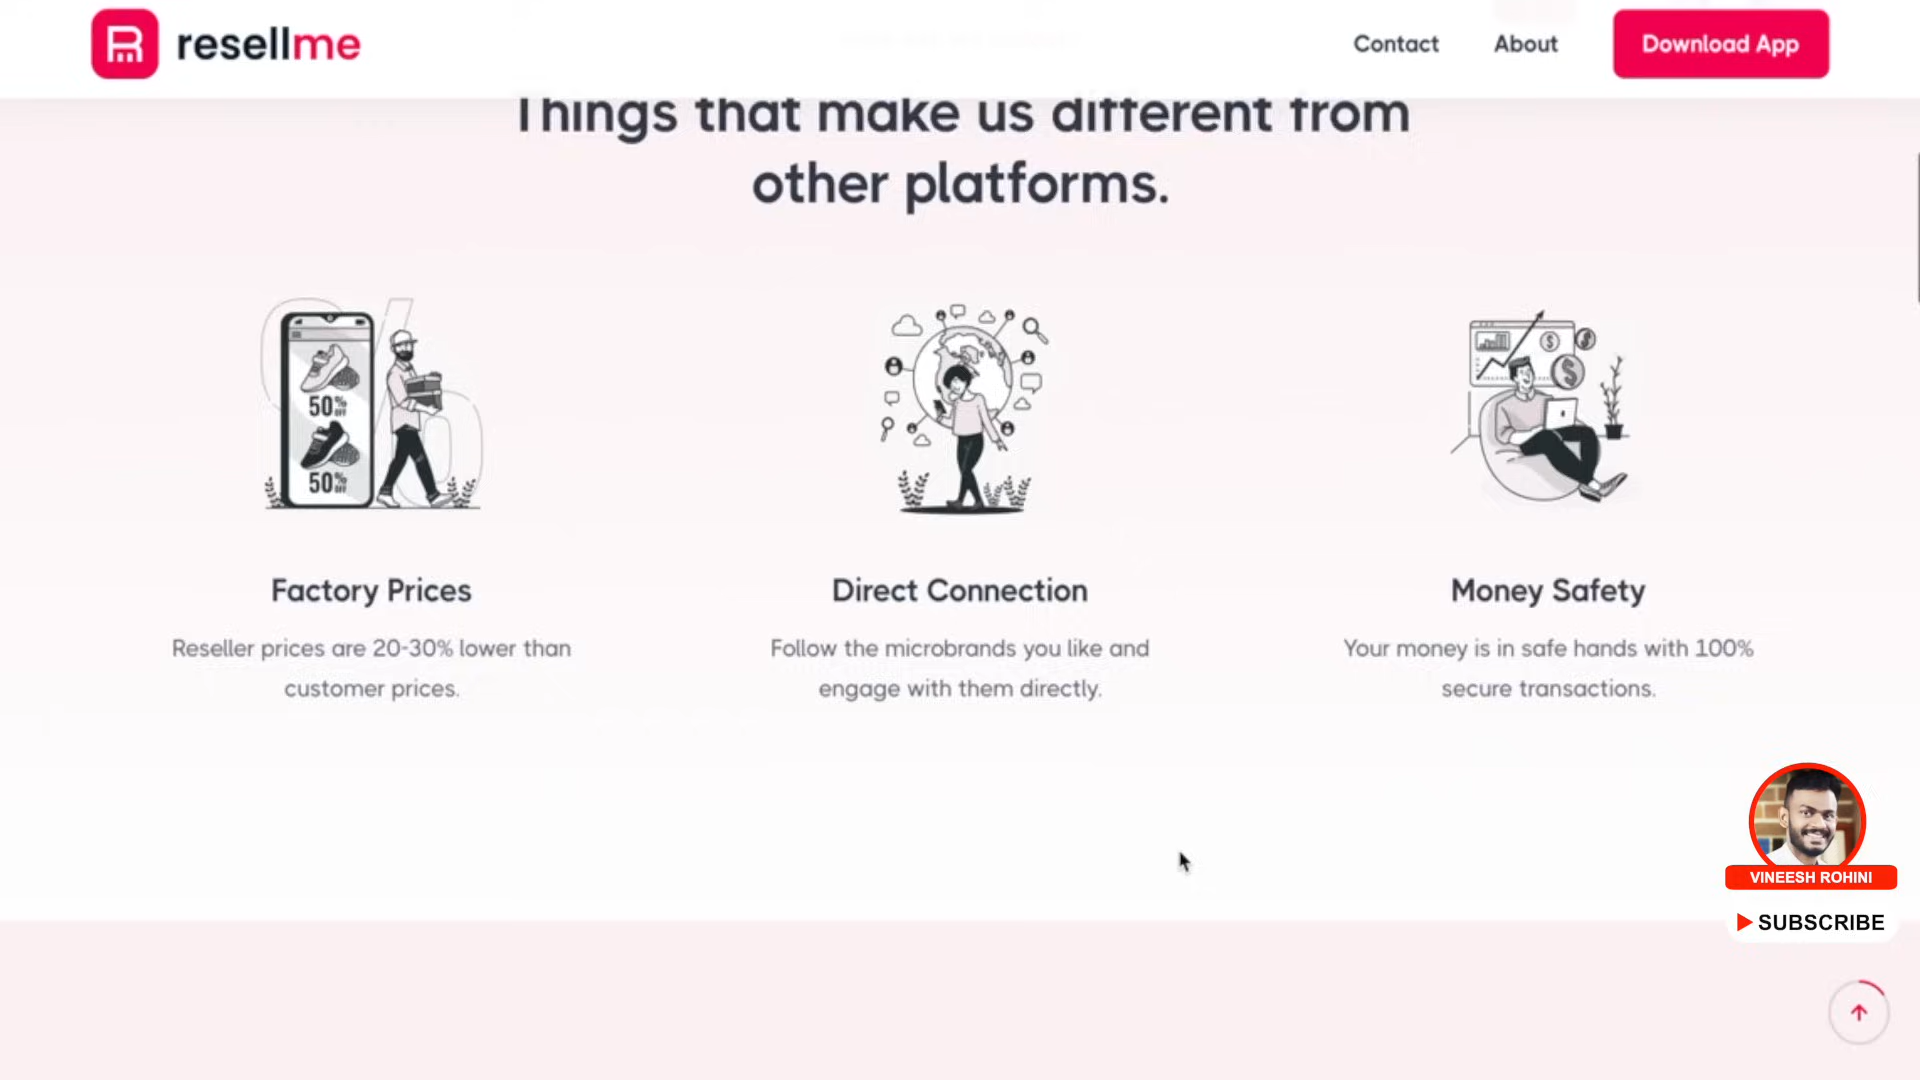 resellme
Contact
About
Download App
Things that make us different from
other platforms.
50% OFF
50% OFF
Factory Prices
Reseller prices are 20-30% lower than
customer prices.
Direct Connection
Follow the microbrands you like and
engage with them directly.
Money Safety
Your money is in safe hands with 100%
secure transactions.
VINEESH ROHINI
SUBSCRIBE